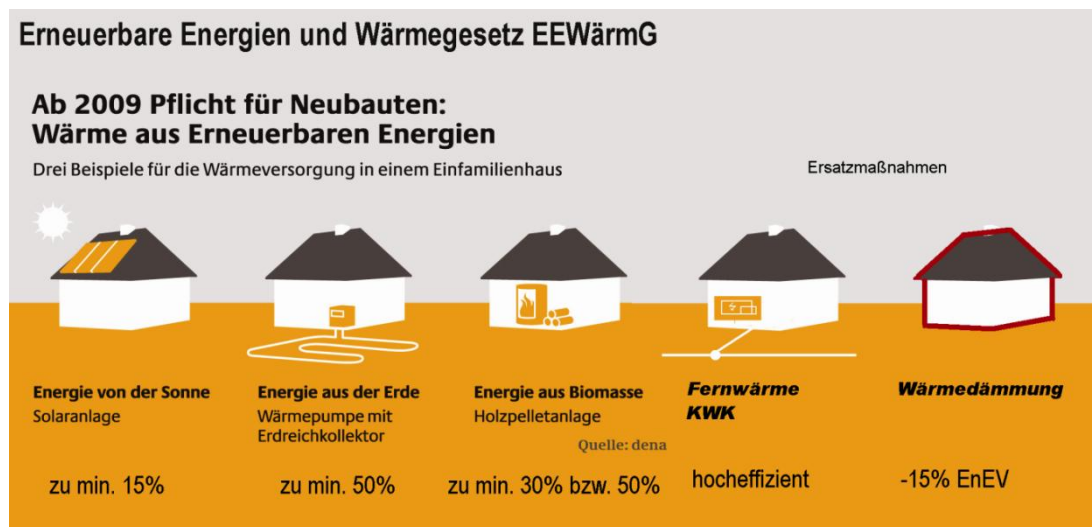 Erneuerbare Energien und Wärmegesetz EEWärmG
Ab 2009 Pflicht für Neubauten:
Wärme aus Erneuerbaren Energien
Drei Beispiele für die Wärmeversorgung in einem Einfamilienhaus
Ersatzmaßnahmen
Energie von der Sonne
Solaranlage
zu min. 15%
Energie aus der Erde
Wärmepumpe mit
Erdreichkollektor
zu min. 50%
Energie aus Biomasse
Holzpelletanlage
Quelle: dena
zu min. 30% bzw. 50%
Fernwärme
KWK
hocheffizient
Wärmedämmung
-15% EnEV